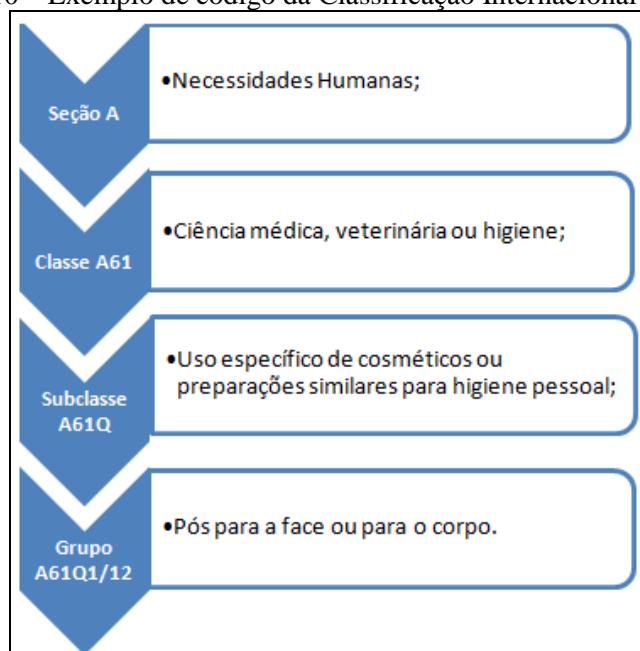 Exemplo de código da Classificação Internacional
Seção A
•Necessidades Humanas;
Classe A61
•Ciência médica, veterinária ou higiene;
Subclasse
A61Q
•Uso específico de cosméticos ou
preparações similares para higiene pessoal;
Grupo
A61Q1/12
•Pós para a face ou para o corpo.